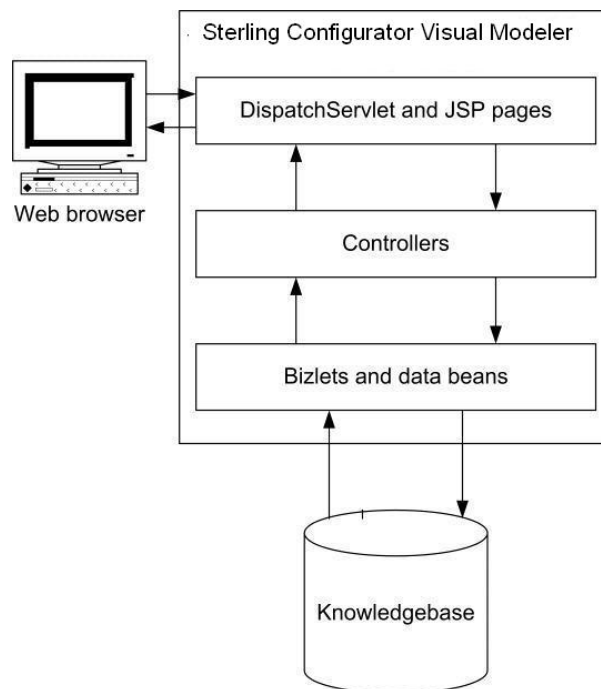 Sterling Configurator Visual Modeler
DispatchServlet and JSP pages
Web browser
Controllers
Bizlets and data beans
Knowledgebase